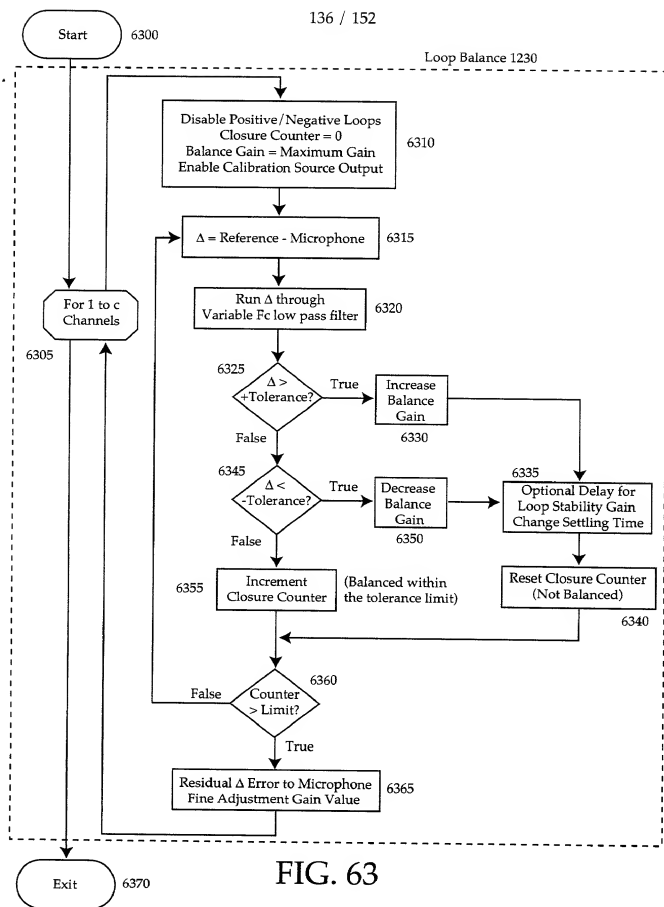 136 / 152
Start
6300
Loop Balance 1230
Disable Positive/Negative Loops
Closure Counter = 0
Balance Gain = Maximum Gain
Enable Calibration Source Output
6310
Δ = Reference - Microphone
6315
For 1 to c
Channels
6305
Run Δ through
Variable Fc low pass filter
6320
6325
Δ >
+Tolerance?
True
False
Increase
Balance
Gain
6330
6345
Δ <
-Tolerance?
True
False
Decrease
Balance
Gain
6350
6335
Optional Delay for
Loop Stability Gain
Change Settling Time
6355
Increment
Closure Counter
(Balanced within
the tolerance limit)
Reset Closure Counter
(Not Balanced)
6340
6360
Counter
> Limit?
False
True
Residual Δ Error to Microphone
Fine Adjustment Gain Value
6365
Exit
6370
FIG. 63